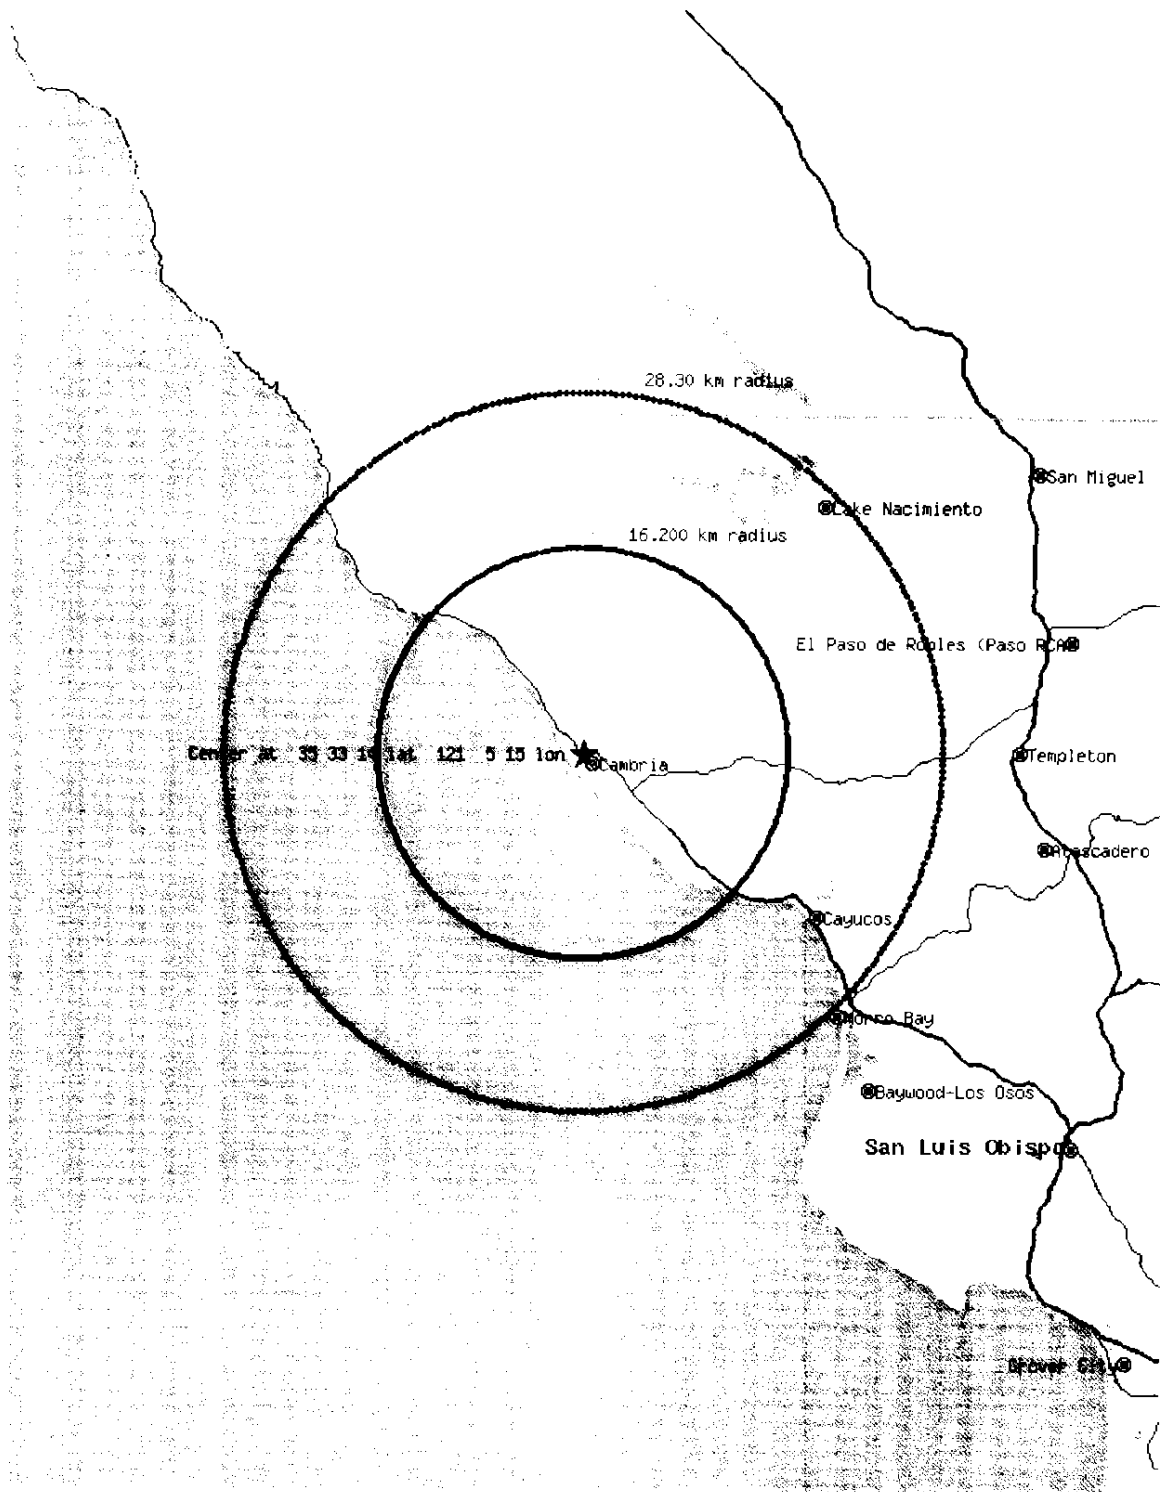 28.30 km radius
San Miguel
Lake Nacimiento
16.200 km radius
El Paso de Robles (Paso
Center at 35 33 lat 121 5 15 lon
Cambria
Templeton
Atascadero
Cayucos
Morro Bay
Baywood-Los Osos
San Luis Obispo
Grover City